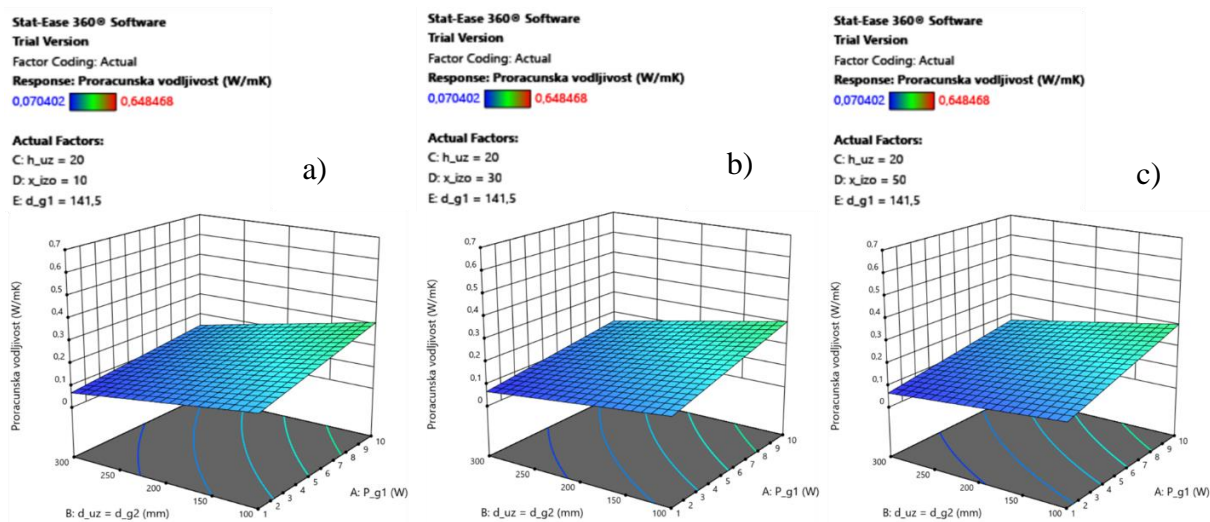 Stat-Ease 360® Software
Trial Version
Factor Coding: Actual
Response: Proracunska vodljivost (W/mK)
0,070402 0,648468
Actual Factors:
C: h_uz = 20
D: x_izo = 10
E: d_g1 = 141,5
a)
0,7
0,6
0,5
0,4
0,3
0,2
0,1
0
Proracunska vodljivost (W/mK)
300
250
200
150
100
B: d_uz = d_g2 (mm)
1
2
3
4
5
6
7
8
9
10
A: P_g1 (W)
Stat-Ease 360® Software
Trial Version
Factor Coding: Actual
Response: Proracunska vodljivost (W/mK)
0,070402 0,648468
Actual Factors:
C: h_uz = 20
D: x_izo = 30
E: d_g1 = 141,5
b)
0,7
0,6
0,5
0,4
0,3
0,2
0,1
0
Proracunska vodljivost (W/mK)
300
250
200
150
100
B: d_uz = d_g2 (mm)
1
2
3
4
5
6
7
8
9
10
A: P_g1 (W)
Stat-Ease 360® Software
Trial Version
Factor Coding: Actual
Response: Proracunska vodljivost (W/mK)
0,070402 0,648468
Actual Factors:
C: h_uz = 20
D: x_izo = 50
E: d_g1 = 141,5
c)
0,7
0,6
0,5
0,4
0,3
0,2
0,1
0
Proracunska vodljivost (W/mK)
300
250
200
150
100
B: d_uz = d_g2 (mm)
1
2
3
4
5
6
7
8
9
10
A: P_g1 (W)